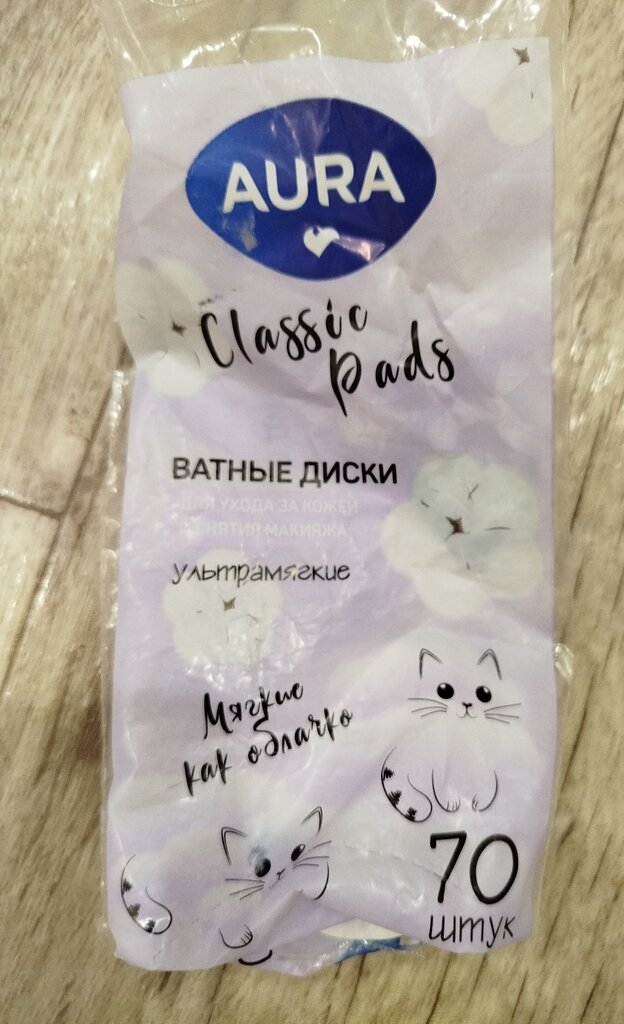 AURA
Classic
Pads
ВАТНЫЕ ДИСКИ
ДЛЯ УХОДА ЗА КОЖЕЙ
СНЯТИЯ МАКИЯЖА
ультрамягкие
Мягкие
как облачко
70
штук